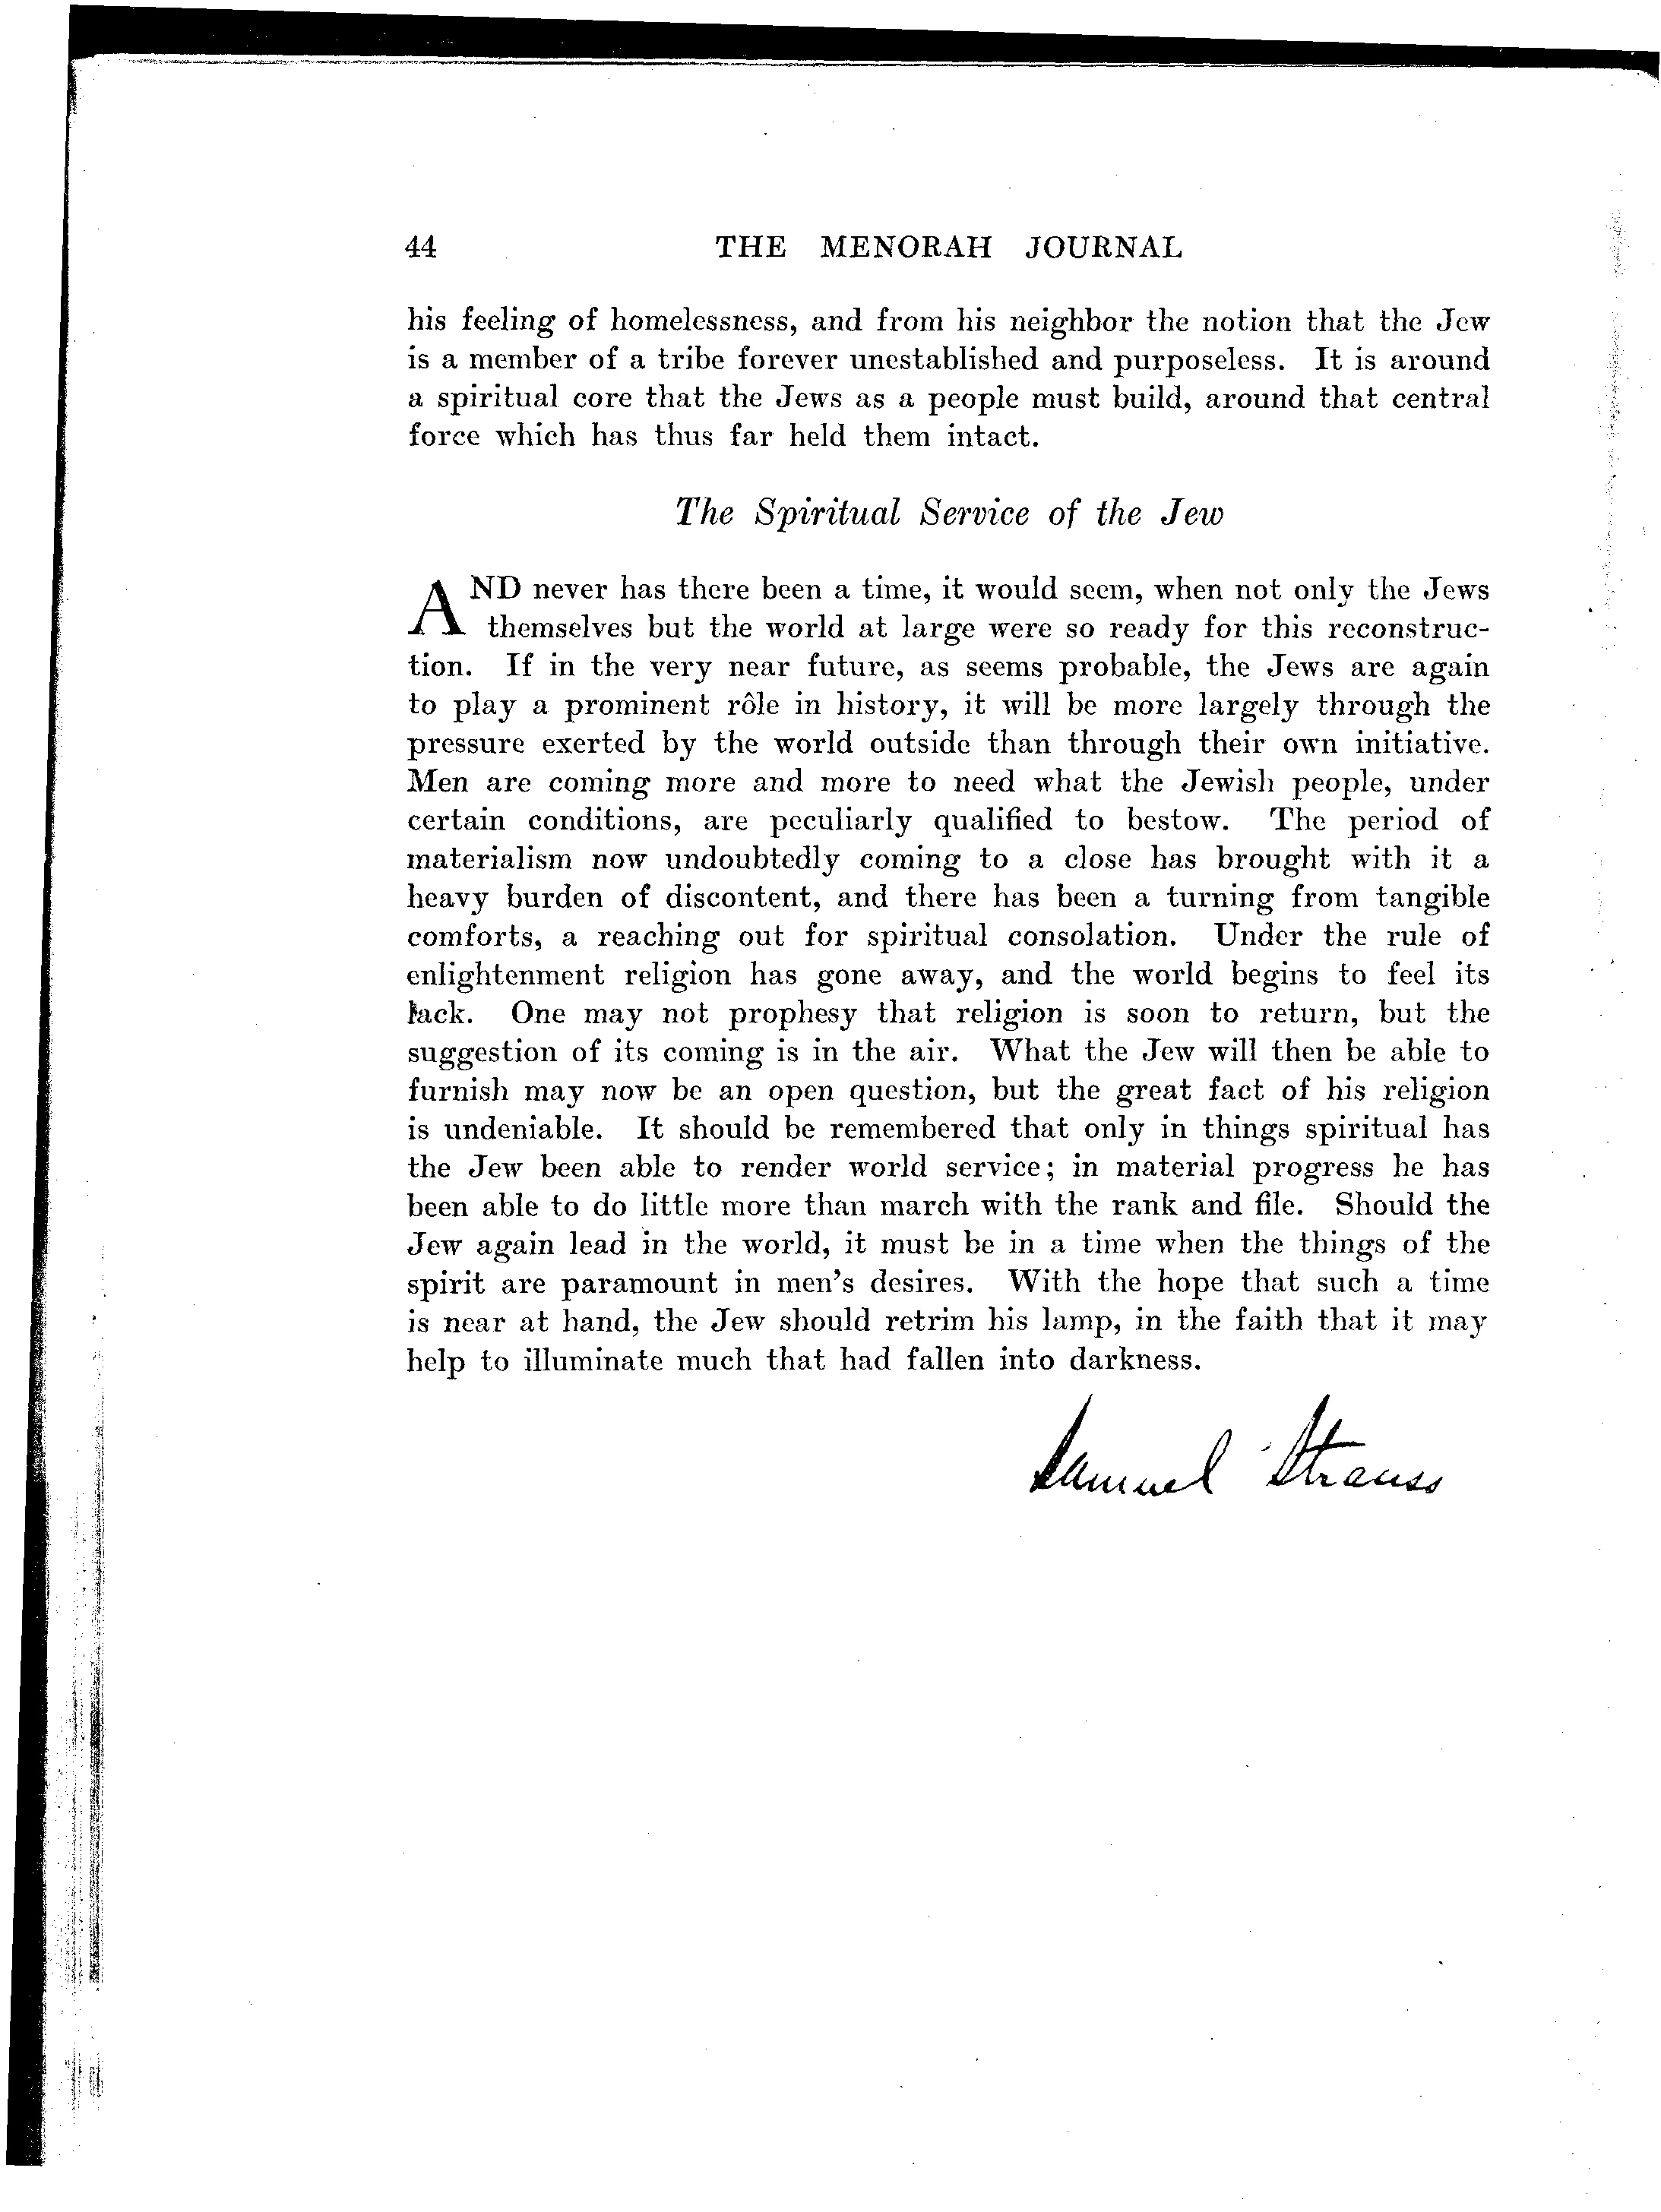 44 THE MENORAH JOURNAL
his feeling of homelessness, and from his neighbor the notion that the Jew
is a member of a tribe forever unestablished and purposeless. It is around
a spiritual core that the Jews as a people must build, around that central
force which has thus far held them intact.
The Spiritual Service of the Jew
AND never has there been a time, it would seem, when not only the Jews
themselves but the world at large were so ready for this reconstruc-
tion. If in the very near future, as seems probable, the Jews are again
to play a prominent rôle in history, it will be more largely through the
pressure exerted by the world outside than through their own initiative.
Men are coming more and more to need what the Jewish people, under
certain conditions, are peculiarly qualified to bestow. The period of
materialism now undoubtedly coming to a close has brought with it a
heavy burden of discontent, and there has been a turning from tangible
comforts, a reaching out for spiritual consolation. Under the rule of
enlightenment religion has gone away, and the world begins to feel its
lack. One may not prophesy that religion is soon to return, but the
suggestion of its coming is in the air. What the Jew will then be able to
furnish may now be an open question, but the great fact of his religion
is undeniable. It should be remembered that only in things spiritual has
the Jew been able to render world service; in material progress he has
been able to do little more than march with the rank and file. Should the
Jew again lead in the world, it must be in a time when the things of the
spirit are paramount in men's desires. With the hope that such a time
is near at hand, the Jew should retrim his lamp, in the faith that it may
help to illuminate much that had fallen into darkness.
Samuel Strauss